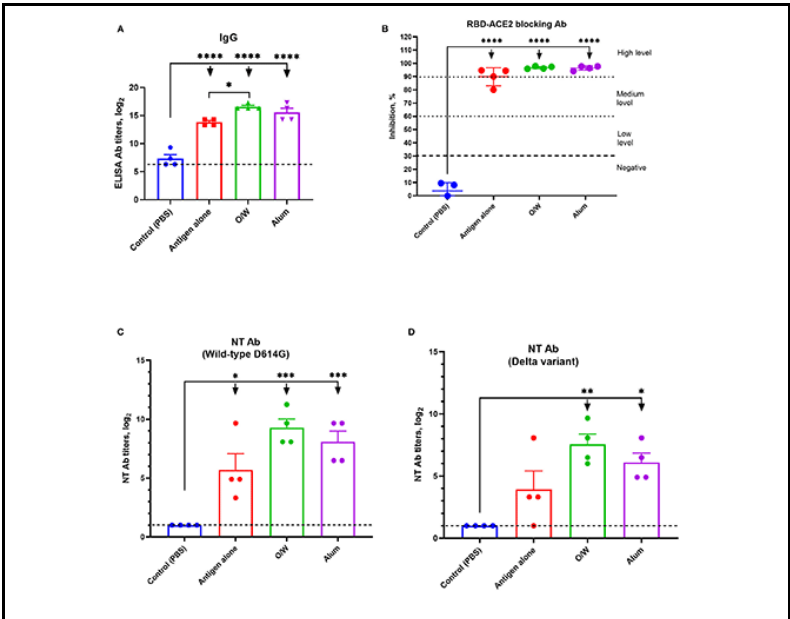 A
IgG
**** **** ****
*
ELISA Ab titers, log2
20
15
10
5
0
Control (PBS)
Antigen alone
O/W
Alum
B
RBD-ACE2 blocking Ab
**** **** ****
Inhibition, %
120
110
100
90
80
70
60
50
40
30
20
10
0
High level
Medium
level
Low
level
Negative
Control (PBS)
Antigen alone
O/W
Alum
C
NT Ab
(Wild-type D614G)
* *** ***
NT Ab titers, log2
15
10
5
0
Control (PBS)
Antigen alone
O/W
Alum
D
NT Ab
(Delta variant)
** *
NT Ab titers, log2
15
10
5
0
Control (PBS)
Antigen alone
O/W
Alum